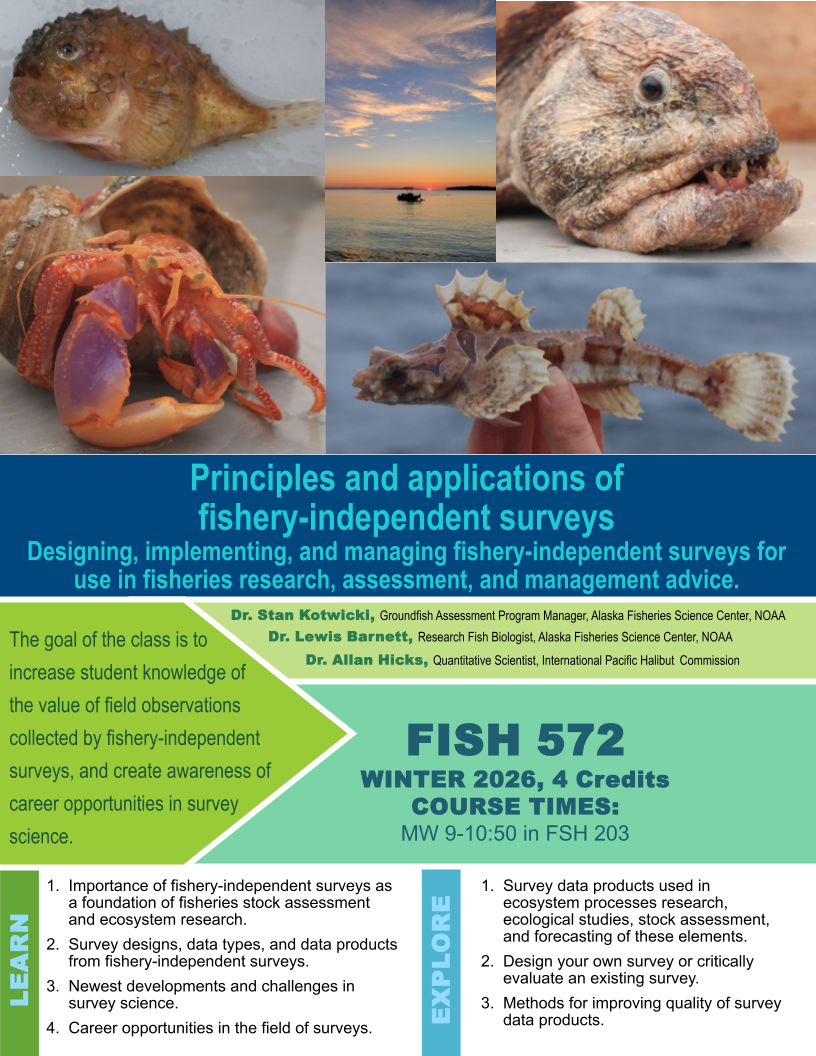 Principles and applications of
fishery-independent surveys
Designing, implementing, and managing fishery-independent surveys for
use in fisheries research, assessment, and management advice.
Dr. Stan Kotwicki, Groundfish Assessment Program Manager, Alaska Fisheries Science Center, NOAA
Dr. Lewis Barnett, Research Fish Biologist, Alaska Fisheries Science Center, NOAA
Dr. Allan Hicks, Quantitative Scientist, International Pacific Halibut Commission
The goal of the class is to
increase student knowledge of
the value of field observations
collected by fishery-independent
surveys, and create awareness of
career opportunities in survey
science.
FISH 572
WINTER 2026, 4 Credits
COURSE TIMES:
MW 9-10:50 in FSH 203
LEARN
1. Importance of fishery-independent surveys as
a foundation of fisheries stock assessment
and ecosystem research.
2. Survey designs, data types, and data products
from fishery-independent surveys.
3. Newest developments and challenges in
survey science.
4. Career opportunities in the field of surveys.
EXPLORE
1. Survey data products used in
ecosystem processes research,
ecological studies, stock assessment,
and forecasting of these elements.
2. Design your own survey or critically
evaluate an existing survey.
3. Methods for improving quality of survey
data products.